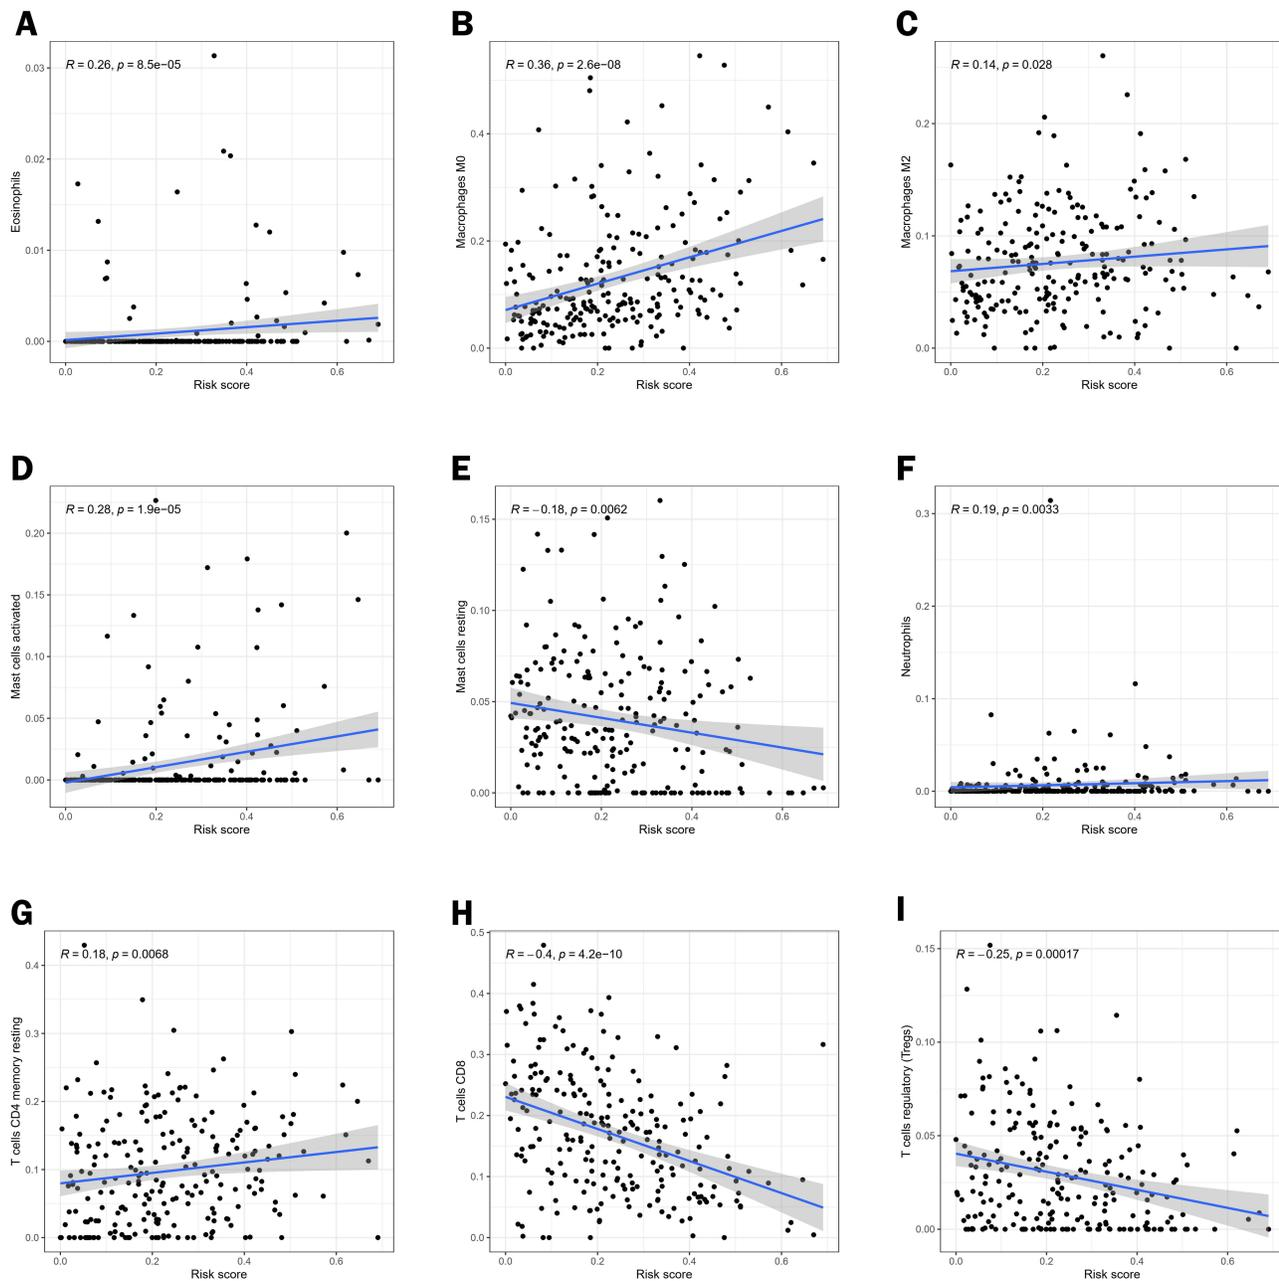 A
R = 0.26, p = 8.5e−05
Eosinophils
0.03
0.02
0.01
0.00
0.0 0.2 0.4 0.6
Risk score
B
R = 0.36, p = 2.6e−08
Macrophages M0
0.4
0.2
0.0
0.0 0.2 0.4 0.6
Risk score
C
R = 0.14, p = 0.028
Macrophages M2
0.2
0.1
0.0
0.0 0.2 0.4 0.6
Risk score
D
R = 0.28, p = 1.9e−05
Mast cells activated
0.20
0.15
0.10
0.05
0.00
0.0 0.2 0.4 0.6
Risk score
E
R = −0.18, p = 0.0062
Mast cells resting
0.15
0.10
0.05
0.00
0.0 0.2 0.4 0.6
Risk score
F
R = 0.19, p = 0.0033
Neutrophils
0.3
0.2
0.1
0.0
0.0 0.2 0.4 0.6
Risk score
G
R = 0.18, p = 0.0068
T cells CD4 memory resting
0.4
0.3
0.2
0.1
0.0
0.0 0.2 0.4 0.6
Risk score
H
R = −0.4, p = 4.2e−10
T cells CD8
0.5
0.4
0.3
0.2
0.1
0.0
0.0 0.2 0.4 0.6
Risk score
I
R = −0.25, p = 0.00017
T cells regulatory (Tregs)
0.15
0.10
0.05
0.00
0.0 0.2 0.4 0.6
Risk score